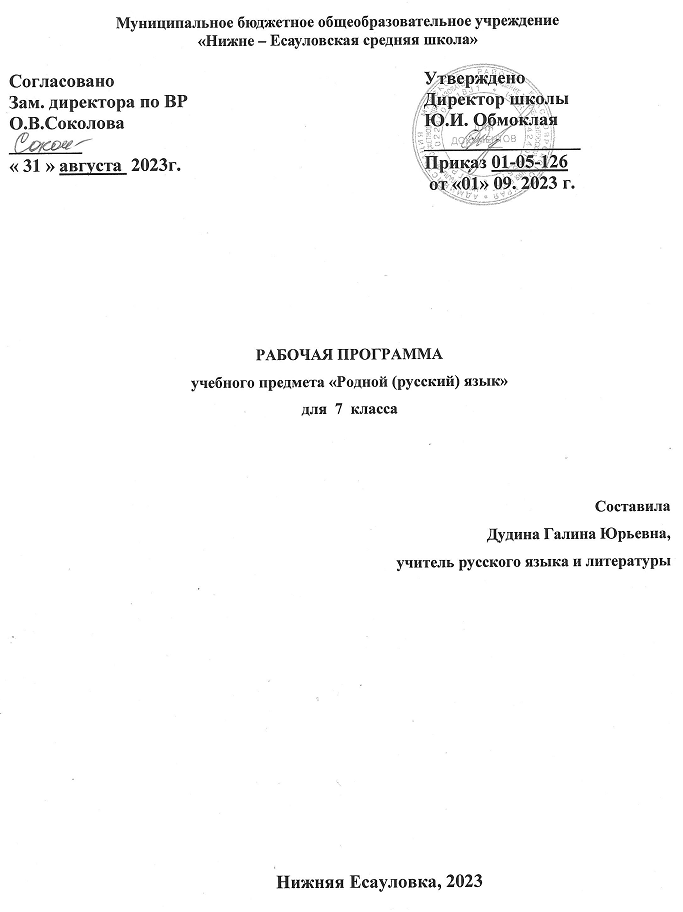 Муниципальное бюджетное общеобразовательное учреждение
«Нижне – Есауловская средняя школа»
Согласовано
Зам. директора по ВР
О.В.Соколова
« 31 » августа 2023г.
Утверждено
Директор школы
Ю.И. Обмоклая
Приказ 01-05-126
от «01» 09. 2023 г.
РАБОЧАЯ ПРОГРАММА
учебного предмета «Родной (русский) язык»
для 7 класса
Составила
Дудина Галина Юрьевна,
учитель русского языка и литературы
Нижняя Есауловка, 2023